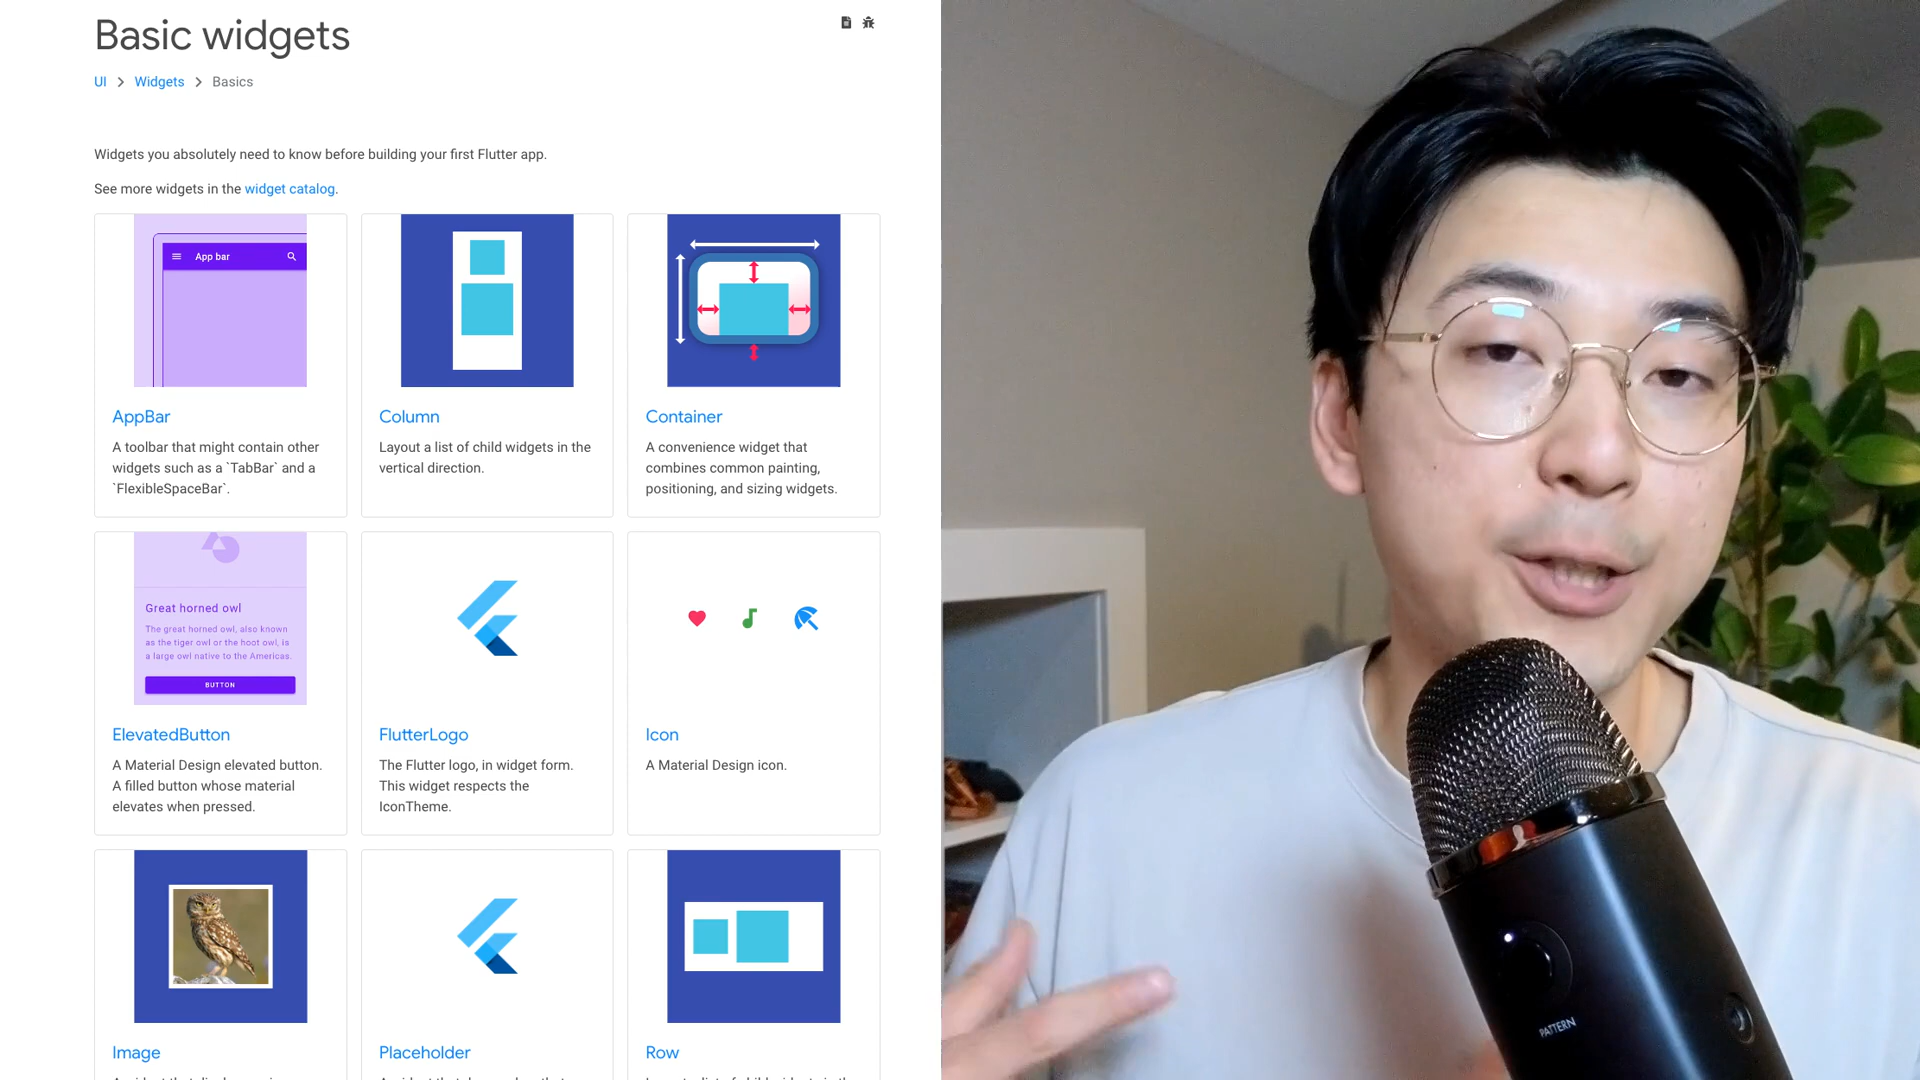 Basic widgets
UI > Widgets > Basics
Widgets you absolutely need to know before building your first Flutter app.
See more widgets in the widget catalog.
App bar
AppBar
A toolbar that might contain other
widgets such as a `TabBar` and a
`FlexibleSpaceBar`.
Column
Layout a list of child widgets in the
vertical direction.
Container
A convenience widget that
combines common painting,
positioning, and sizing widgets.
Great horned owl
The great horned owl, also known
as the tiger owl or the hoot owl, is
a large owl native to the Americas.
BUTTON
ElevatedButton
A Material Design elevated button.
A filled button whose material
elevates when pressed.
FlutterLogo
The Flutter logo, in widget form.
This widget respects the
IconTheme.
Icon
A Material Design icon.
Image
Placeholder
Row
PATTERN